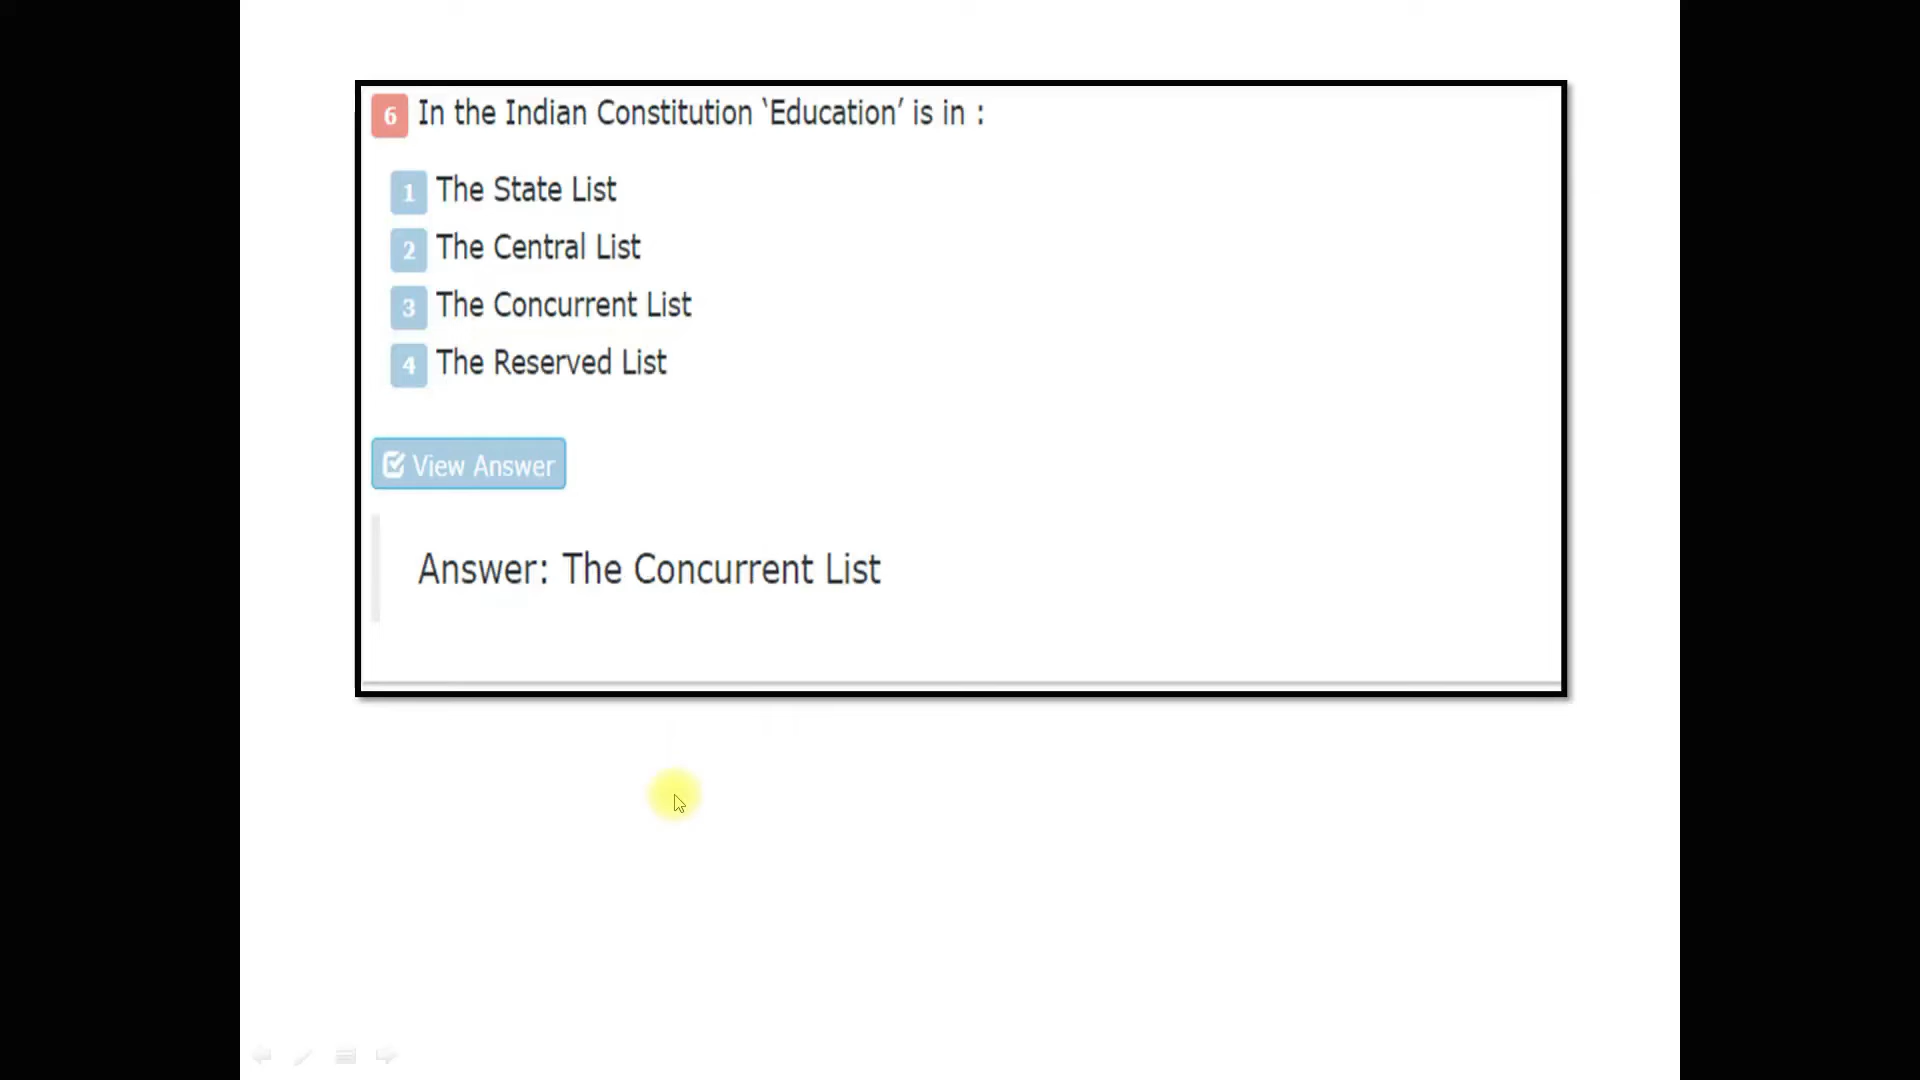 6 In the Indian Constitution ‘Education’ is in :
1 The State List
2 The Central List
3 The Concurrent List
4 The Reserved List
View Answer
Answer: The Concurrent List